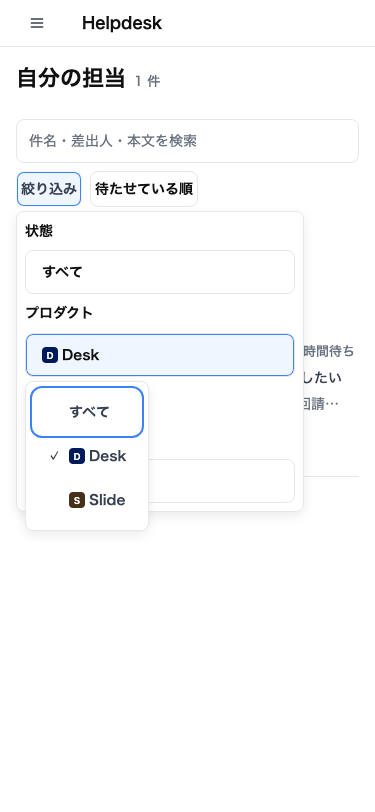 Helpdesk
自分の担当 1 件
件名・差出人・本文を検索
絞り込み 待たせている順
状態
すべて
プロダクト
時間待ち
D Desk
したい
すべて
回請…
✓ D Desk
S Slide